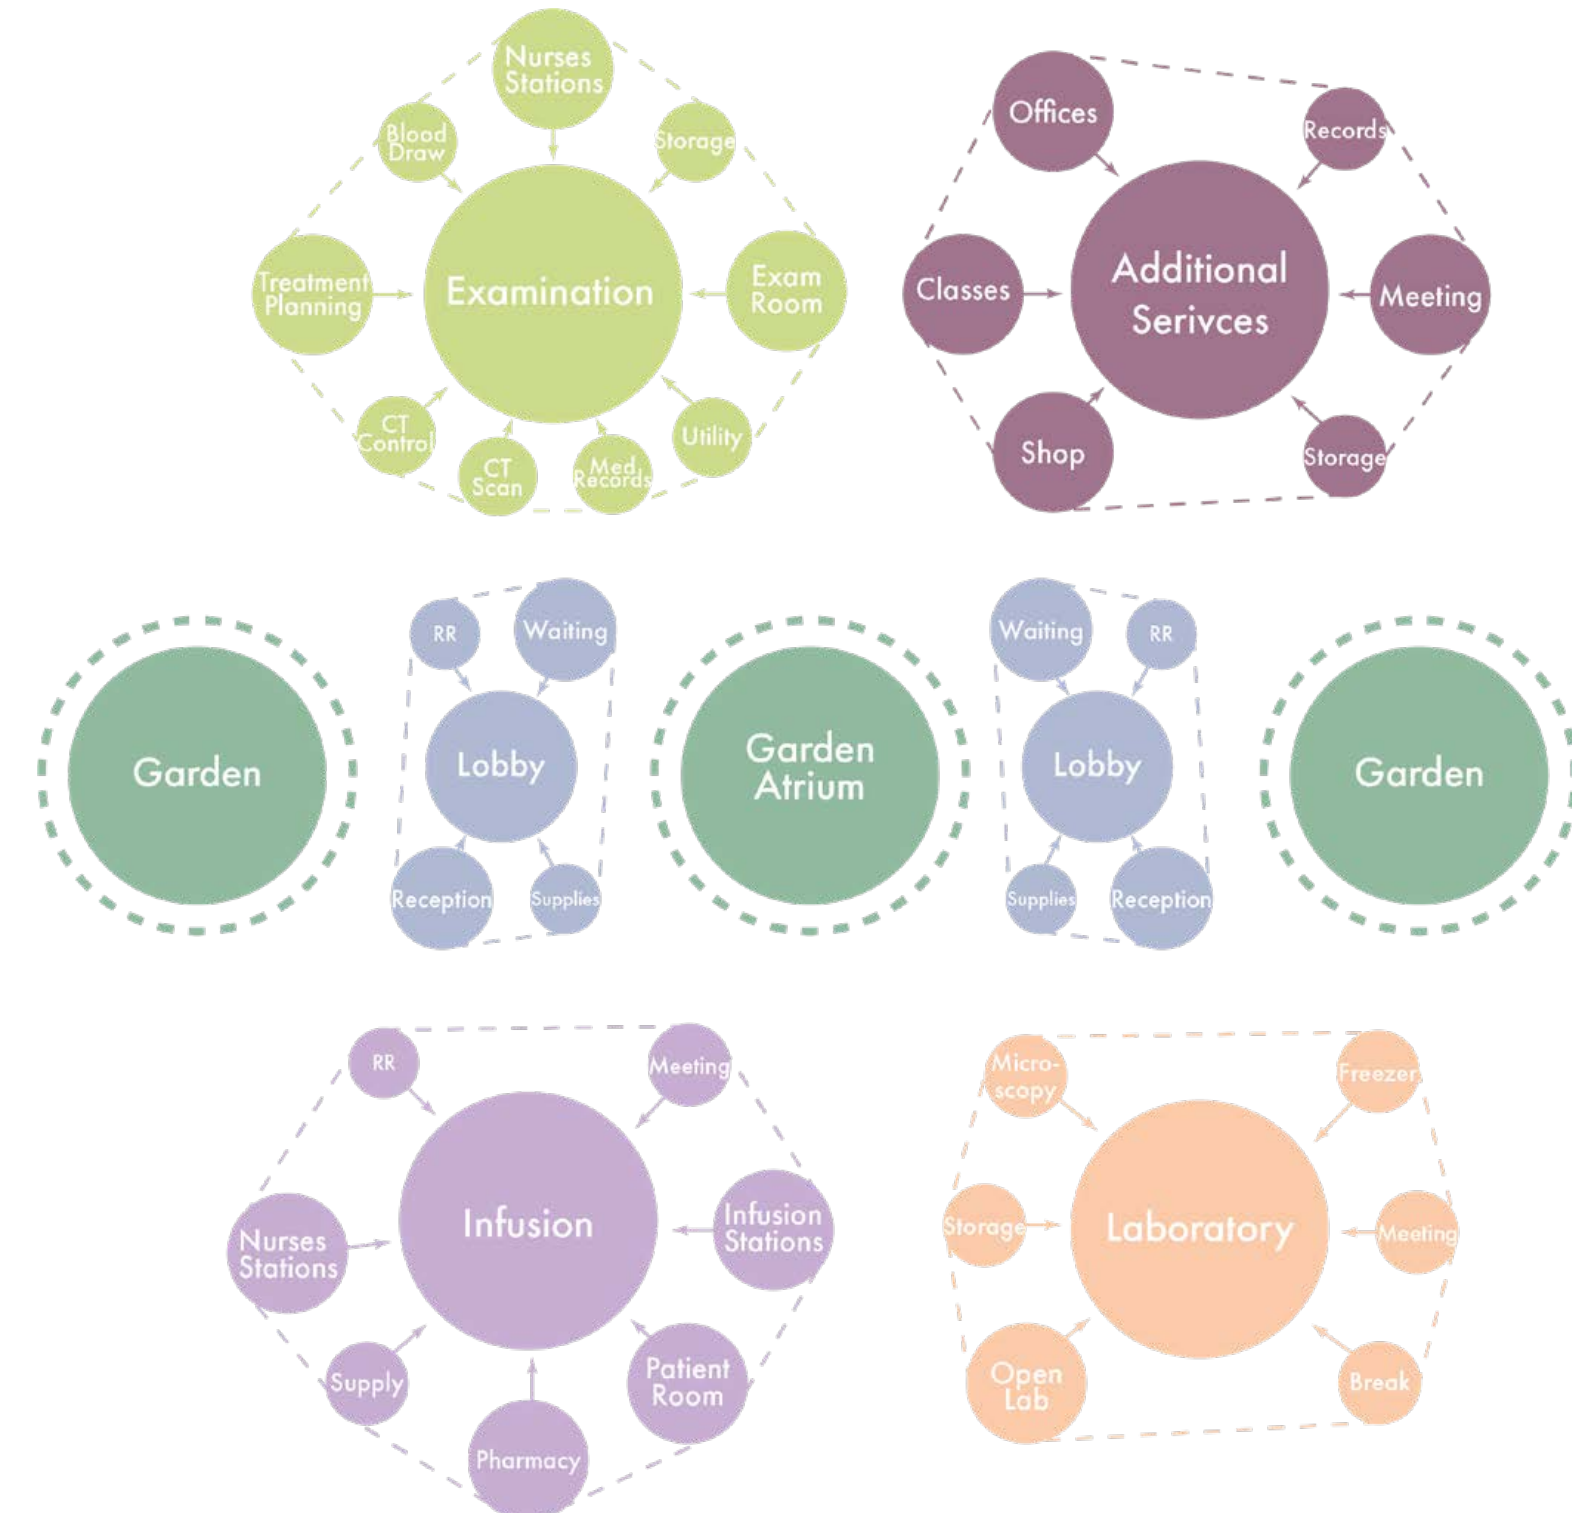 Nurses
Stations
Blood
Draw
Storage
Treatment
Planning
Examination
Exam
Room
CT
Control
CT
Scan
Med
Records
Utility
Offices
Records
Classes
Additional
Serivces
Meeting
Shop
Storage
Garden
RR
Waiting
Lobby
Reception
Supplies
Garden
Atrium
Waiting
RR
Lobby
Supplies
Reception
Garden
RR
Meeting
Infusion
Infusion
Stations
Nurses
Stations
Supply
Patient
Room
Pharmacy
Micro-
scopy
Freezer
Storage
Laboratory
Meeting
Open
Lab
Break